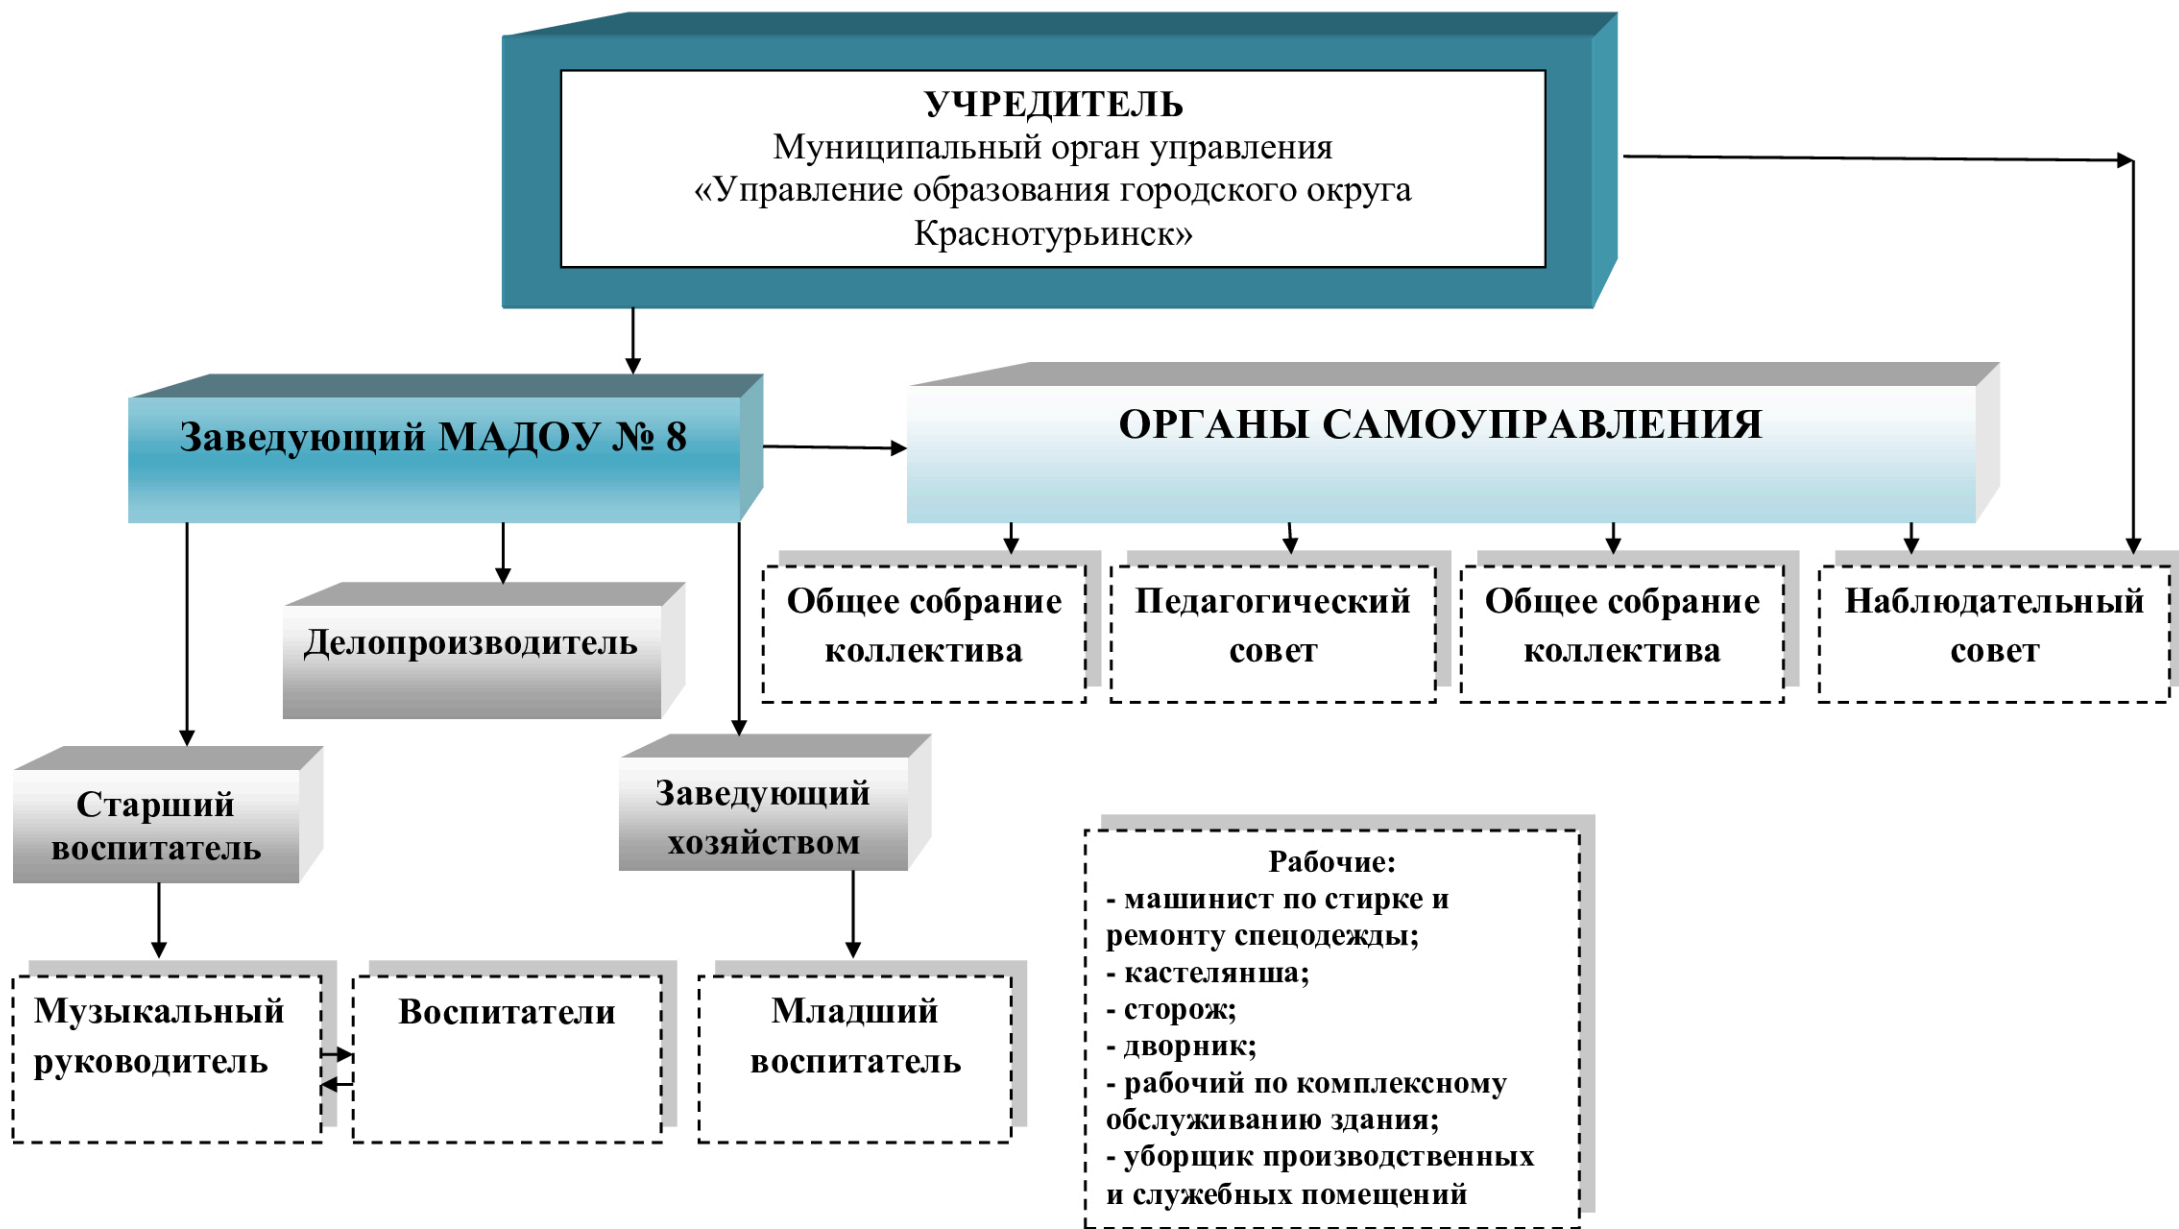 УЧРЕДИТЕЛЬ
Муниципальный орган управления
«Управление образования городского округа
Краснотурьинск»
Заведующий МАДОУ № 8
ОРГАНЫ САМОУПРАВЛЕНИЯ
Делопроизводитель
Общее собрание
коллектива
Педагогический
совет
Общее собрание
коллектива
Наблюдательный
совет
Старший
воспитатель
Заведующий
хозяйством
Музыкальный
руководитель
Воспитатели
Младший
воспитатель
Рабочие:
- машинист по стирке и
ремонту спецодежды;
- кастелянша;
- сторож;
- дворник;
- рабочий по комплексному
обслуживанию здания;
- уборщик производственных
и служебных помещений